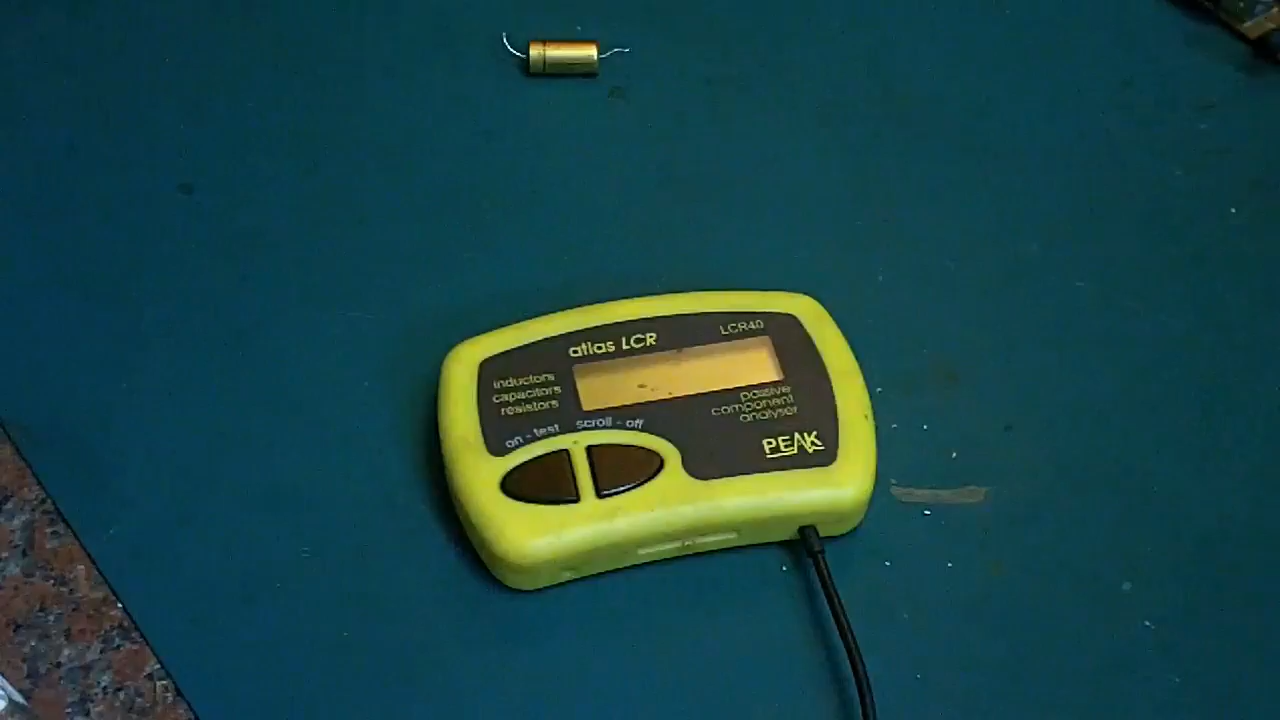 atlas LCR
LCR40
inductors
capacitors
resistors
passive
component
analyser
on - test
scroll - off
PEAK